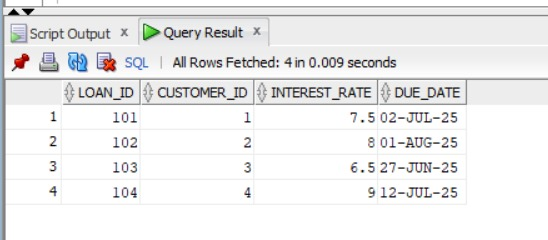 Script Output x Query Result x
SQL | All Rows Fetched: 4 in 0.009 seconds
LOAN_ID CUSTOMER_ID INTEREST_RATE DUE_DATE
1 101 1 7.5 02-JUL-25
2 102 2 8 01-AUG-25
3 103 3 6.5 27-JUN-25
4 104 4 9 12-JUL-25